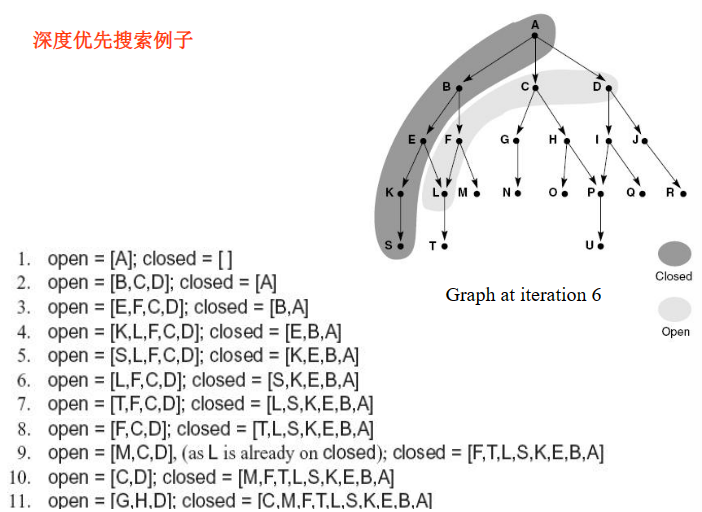 深度优先搜索例子
A
B C D
E F G H I J
K L M N O P Q R
S T U
Closed
Graph at iteration 6
Open
1. open = [A]; closed = [ ]
2. open = [B,C,D]; closed = [A]
3. open = [E,F,C,D]; closed = [B,A]
4. open = [K,L,F,C,D]; closed = [E,B,A]
5. open = [S,L,F,C,D]; closed = [K,E,B,A]
6. open = [L,F,C,D]; closed = [S,K,E,B,A]
7. open = [T,F,C,D]; closed = [L,S,K,E,B,A]
8. open = [F,C,D]; closed = [T,L,S,K,E,B,A]
9. open = [M,C,D], (as L is already on closed); closed = [F,T,L,S,K,E,B,A]
10. open = [C,D]; closed = [M,F,T,L,S,K,E,B,A]
11. open = [G,H,D]; closed = [C,M,F,T,L,S,K,E,B,A]